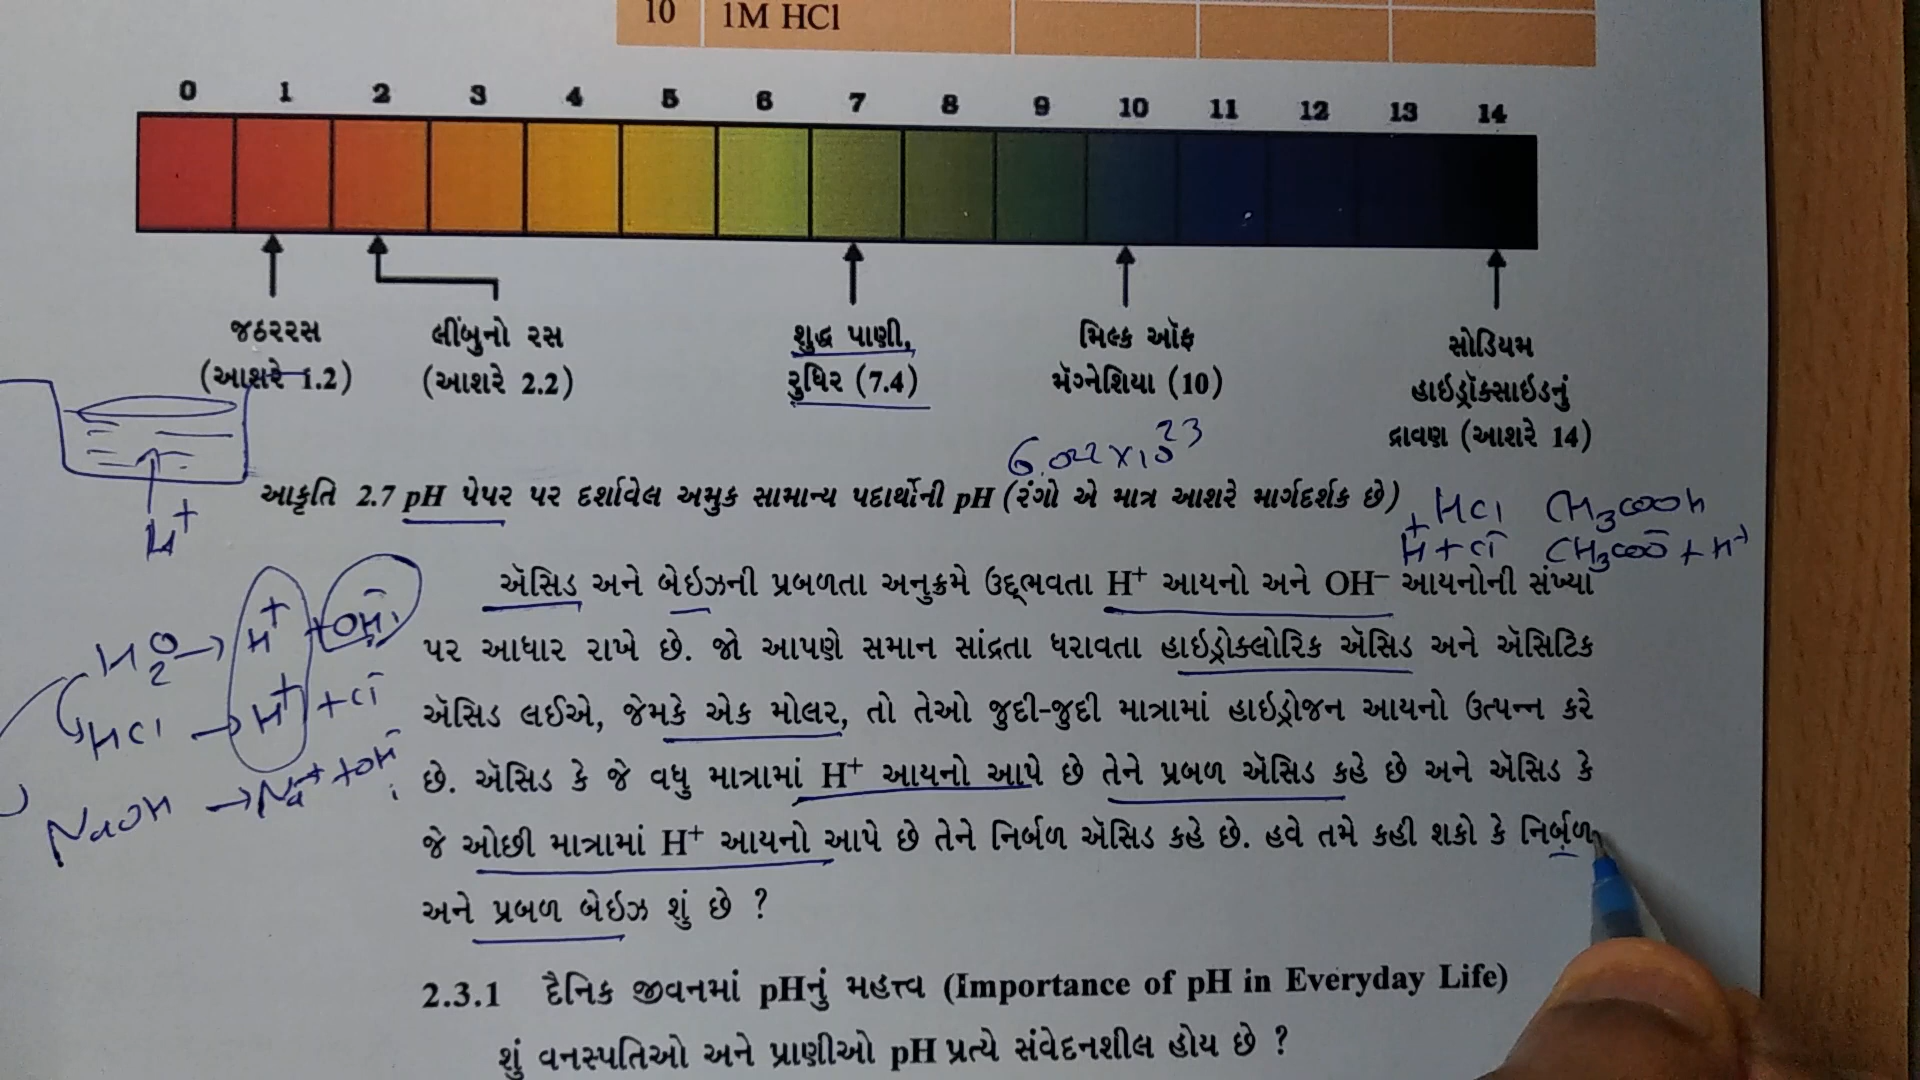 10 1M HCl
0 1 2 3 4 5 6 7 8 9 10 11 12 13 14
જઠરરસ
(આશરે 1.2)
લીંબુનો રસ
(આશરે 2.2)
શુદ્ધ પાણી,
રુધિર (7.4)
મિલ્ક ઑફ
મૅગ્નેશિયા (10)
સોડિયમ
હાઇડ્રૉક્સાઇડનું
દ્રાવણ (આશરે 14)
6.022 x 10²³
આકૃતિ 2.7 pH પેપર પર દર્શાવેલ અમુક સામાન્ય પદાર્થોની pH (રંગો એ માત્ર આશરે માર્ગદર્શક છે)
HCl CH₃COOH
H⁺ + Cl⁻ CH₃COO⁻ + H⁺
H⁺
H₂O → H⁺ + OH⁻
HCl → H⁺ + Cl⁻
NaOH → Na⁺ + OH⁻
ઍસિડ અને બેઇઝની પ્રબળતા અનુક્રમે ઉદ્ભવતા H⁺ આયનો અને OH⁻ આયનોની સંખ્યા
પર આધાર રાખે છે. જો આપણે સમાન સાંદ્રતા ધરાવતા હાઇડ્રોક્લોરિક ઍસિડ અને ઍસિટિક
ઍસિડ લઈએ, જેમકે એક મોલર, તો તેઓ જુદી-જુદી માત્રામાં હાઇડ્રોજન આયનો ઉત્પન્ન કરે
છે. ઍસિડ કે જે વધુ માત્રામાં H⁺ આયનો આપે છે તેને પ્રબળ ઍસિડ કહે છે અને ઍસિડ કે
જે ઓછી માત્રામાં H⁺ આયનો આપે છે તેને નિર્બળ ઍસિડ કહે છે. હવે તમે કહી શકો કે નિર્બળ
અને પ્રબળ બેઇઝ શું છે ?
2.3.1 દૈનિક જીવનમાં pHનું મહત્ત્વ (Importance of pH in Everyday Life)
શું વનસ્પતિઓ અને પ્રાણીઓ pH પ્રત્યે સંવેદનશીલ હોય છે ?